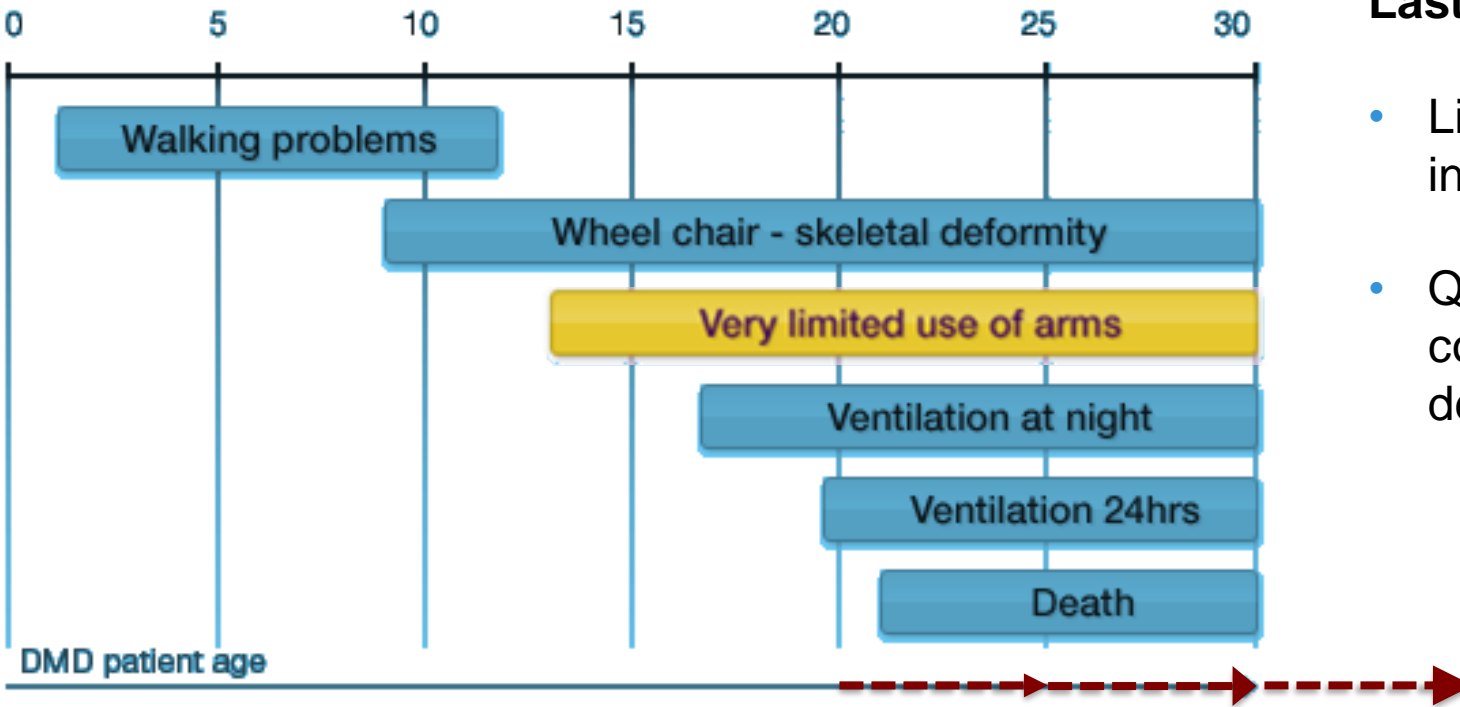 0 5 10 15 20 25 30
Walking problems
Wheel chair - skeletal deformity
Very limited use of arms
Ventilation at night
Ventilation 24hrs
Death
DMD patient age
Last